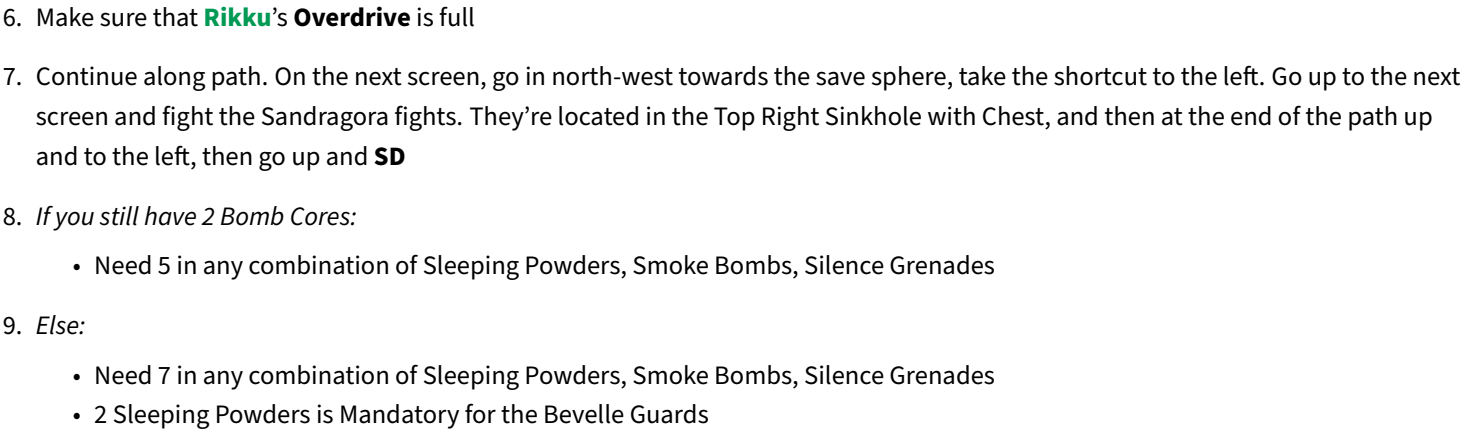 6. Make sure that Rikku's Overdrive is full
7. Continue along path. On the next screen, go in north-west towards the save sphere, take the shortcut to the left. Go up to the next
screen and fight the Sandragora fights. They're located in the Top Right Sinkhole with Chest, and then at the end of the path up
and to the left, then go up and SD
8. If you still have 2 Bomb Cores:
• Need 5 in any combination of Sleeping Powders, Smoke Bombs, Silence Grenades
9. Else:
• Need 7 in any combination of Sleeping Powders, Smoke Bombs, Silence Grenades
• 2 Sleeping Powders is Mandatory for the Bevelle Guards